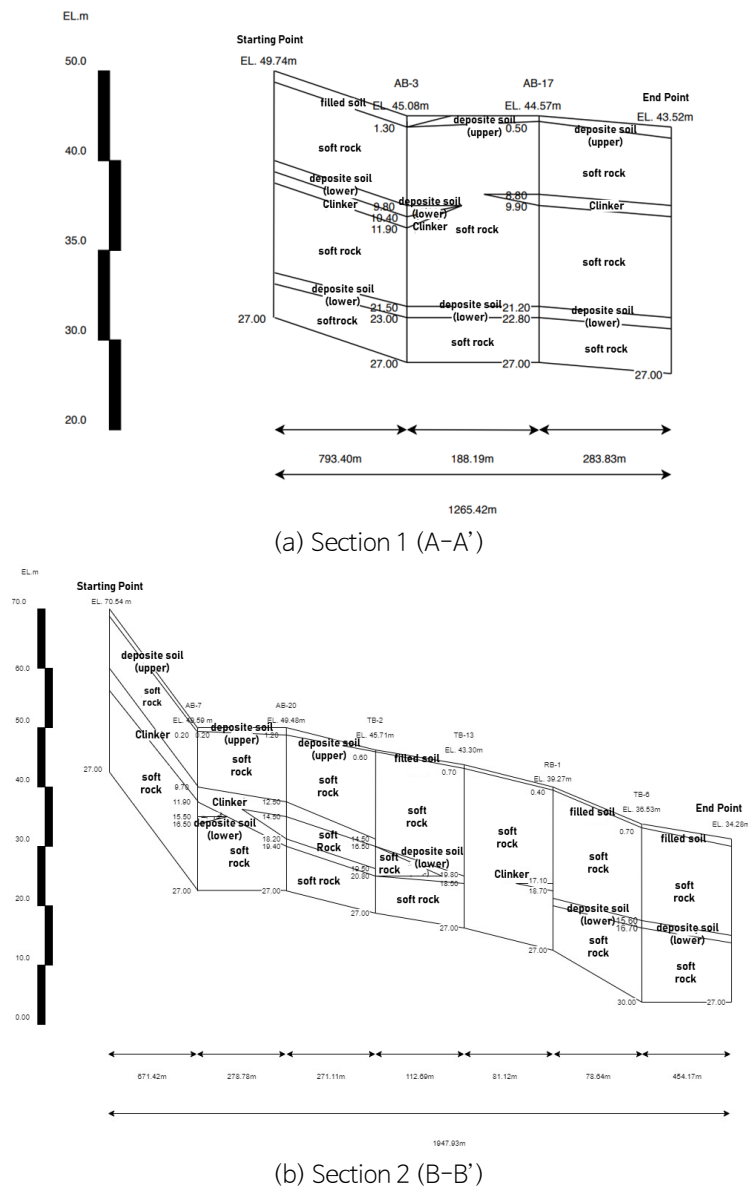 EL.m
50.0
40.0
35.0
30.0
20.0
Starting Point
EL. 49.74m
AB-3
EL. 45.08m
AB-17
EL. 44.57m
End Point
EL. 43.52m
filled soil
1.30
deposite soil
(upper)
0.50
deposite soil
(upper)
soft rock
soft rock
deposite soil
(lower)
Clinker
9.80
10.40
11.90
deposite soil
(lower)
Clinker
8.80
9.90
Clinker
soft rock
soft rock
soft rock
deposite soil
(lower)
21.50
23.00
deposite soil
(lower)
21.20
22.80
deposite soil
(lower)
27.00
softrock
soft rock
soft rock
27.00
27.00
27.00
793.40m
188.19m
283.83m
1265.42m
(a) Section 1 (A-A’)
EL.m
70.0
60.0
50.0
40.0
30.0
20.0
10.0
0.00
Starting Point
EL. 70.54 m
deposite soil
(upper)
soft
rock
Clinker
soft
rock
27.00
AB-7
EL. 49.59 m
0.20
0.20
9.70
11.90
15.50
16.50
27.00
deposite soil
(upper)
soft
rock
Clinker
deposite soil
(lower)
soft
rock
AB-20
EL. 49.48m
1.20
12.50
14.50
18.20
19.40
27.00
deposite soil
(upper)
soft
rock
soft
Rock
soft rock
TB-2
EL. 45.71m
0.60
14.50
16.50
19.50
20.80
27.00
filled soil
soft
rock
deposite soil
(lower)
soft
rock
soft rock
TB-13
EL. 43.30m
0.70
19.80
18.50
27.00
soft
rock
Clinker
RB-1
EL. 39.27m
0.40
17.10
18.70
27.00
filled soil
soft
rock
deposite soil
(lower)
soft
rock
TB-6
EL. 36.53m
0.70
15.60
16.70
30.00
End Point
EL. 34.28m
filled soil
soft
rock
deposite soil
(lower)
soft
rock
27.00
671.42m
278.78m
271.11m
112.69m
81.12m
78.64m
454.17m
1947.93m
(b) Section 2 (B-B’)